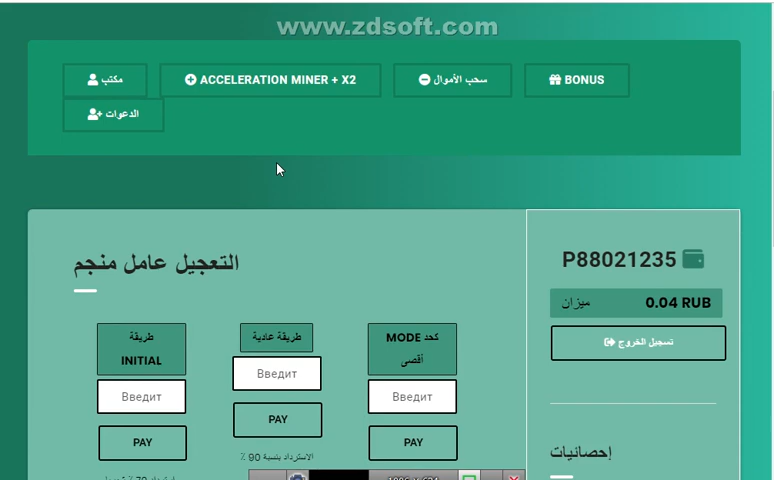 www.zdsoft.com
مكتب
ACCELERATION MINER + X2
سحب الأموال
BONUS
الدعوات
P88021235
التعجيل عامل منجم
ميزان
0.04 RUB
تسجيل الخروج
طريقة
INITIAL
طريقة عادية
كحد MODE
أقصى
Введит
Введит
Введит
PAY
PAY
PAY
إحصائيات
الاسترداد بنسبة 90 ٪